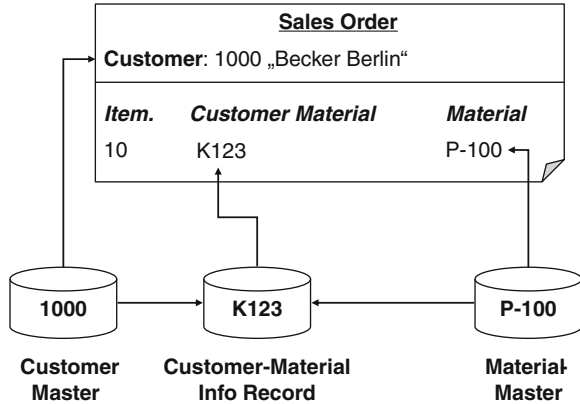 Sales Order
Customer: 1000 „Becker Berlin“
Item. Customer Material Material
10 K123 P-100
1000 K123 P-100
Customer Customer-Material Material-
Master Info Record Master